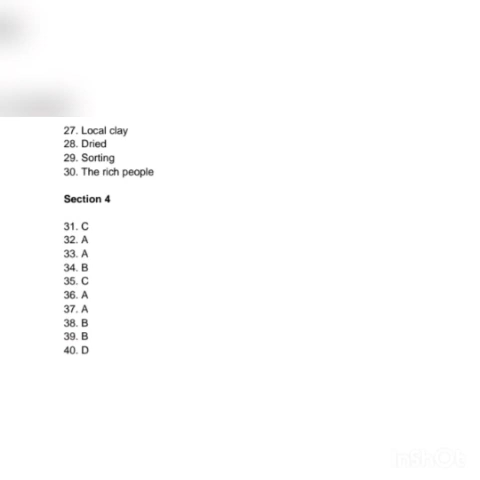 27. Local clay
28. Dried
29. Sorting
30. The rich people
Section 4
31. C
32. A
33. A
34. B
35. C
36. A
37. A
38. B
39. B
40. D